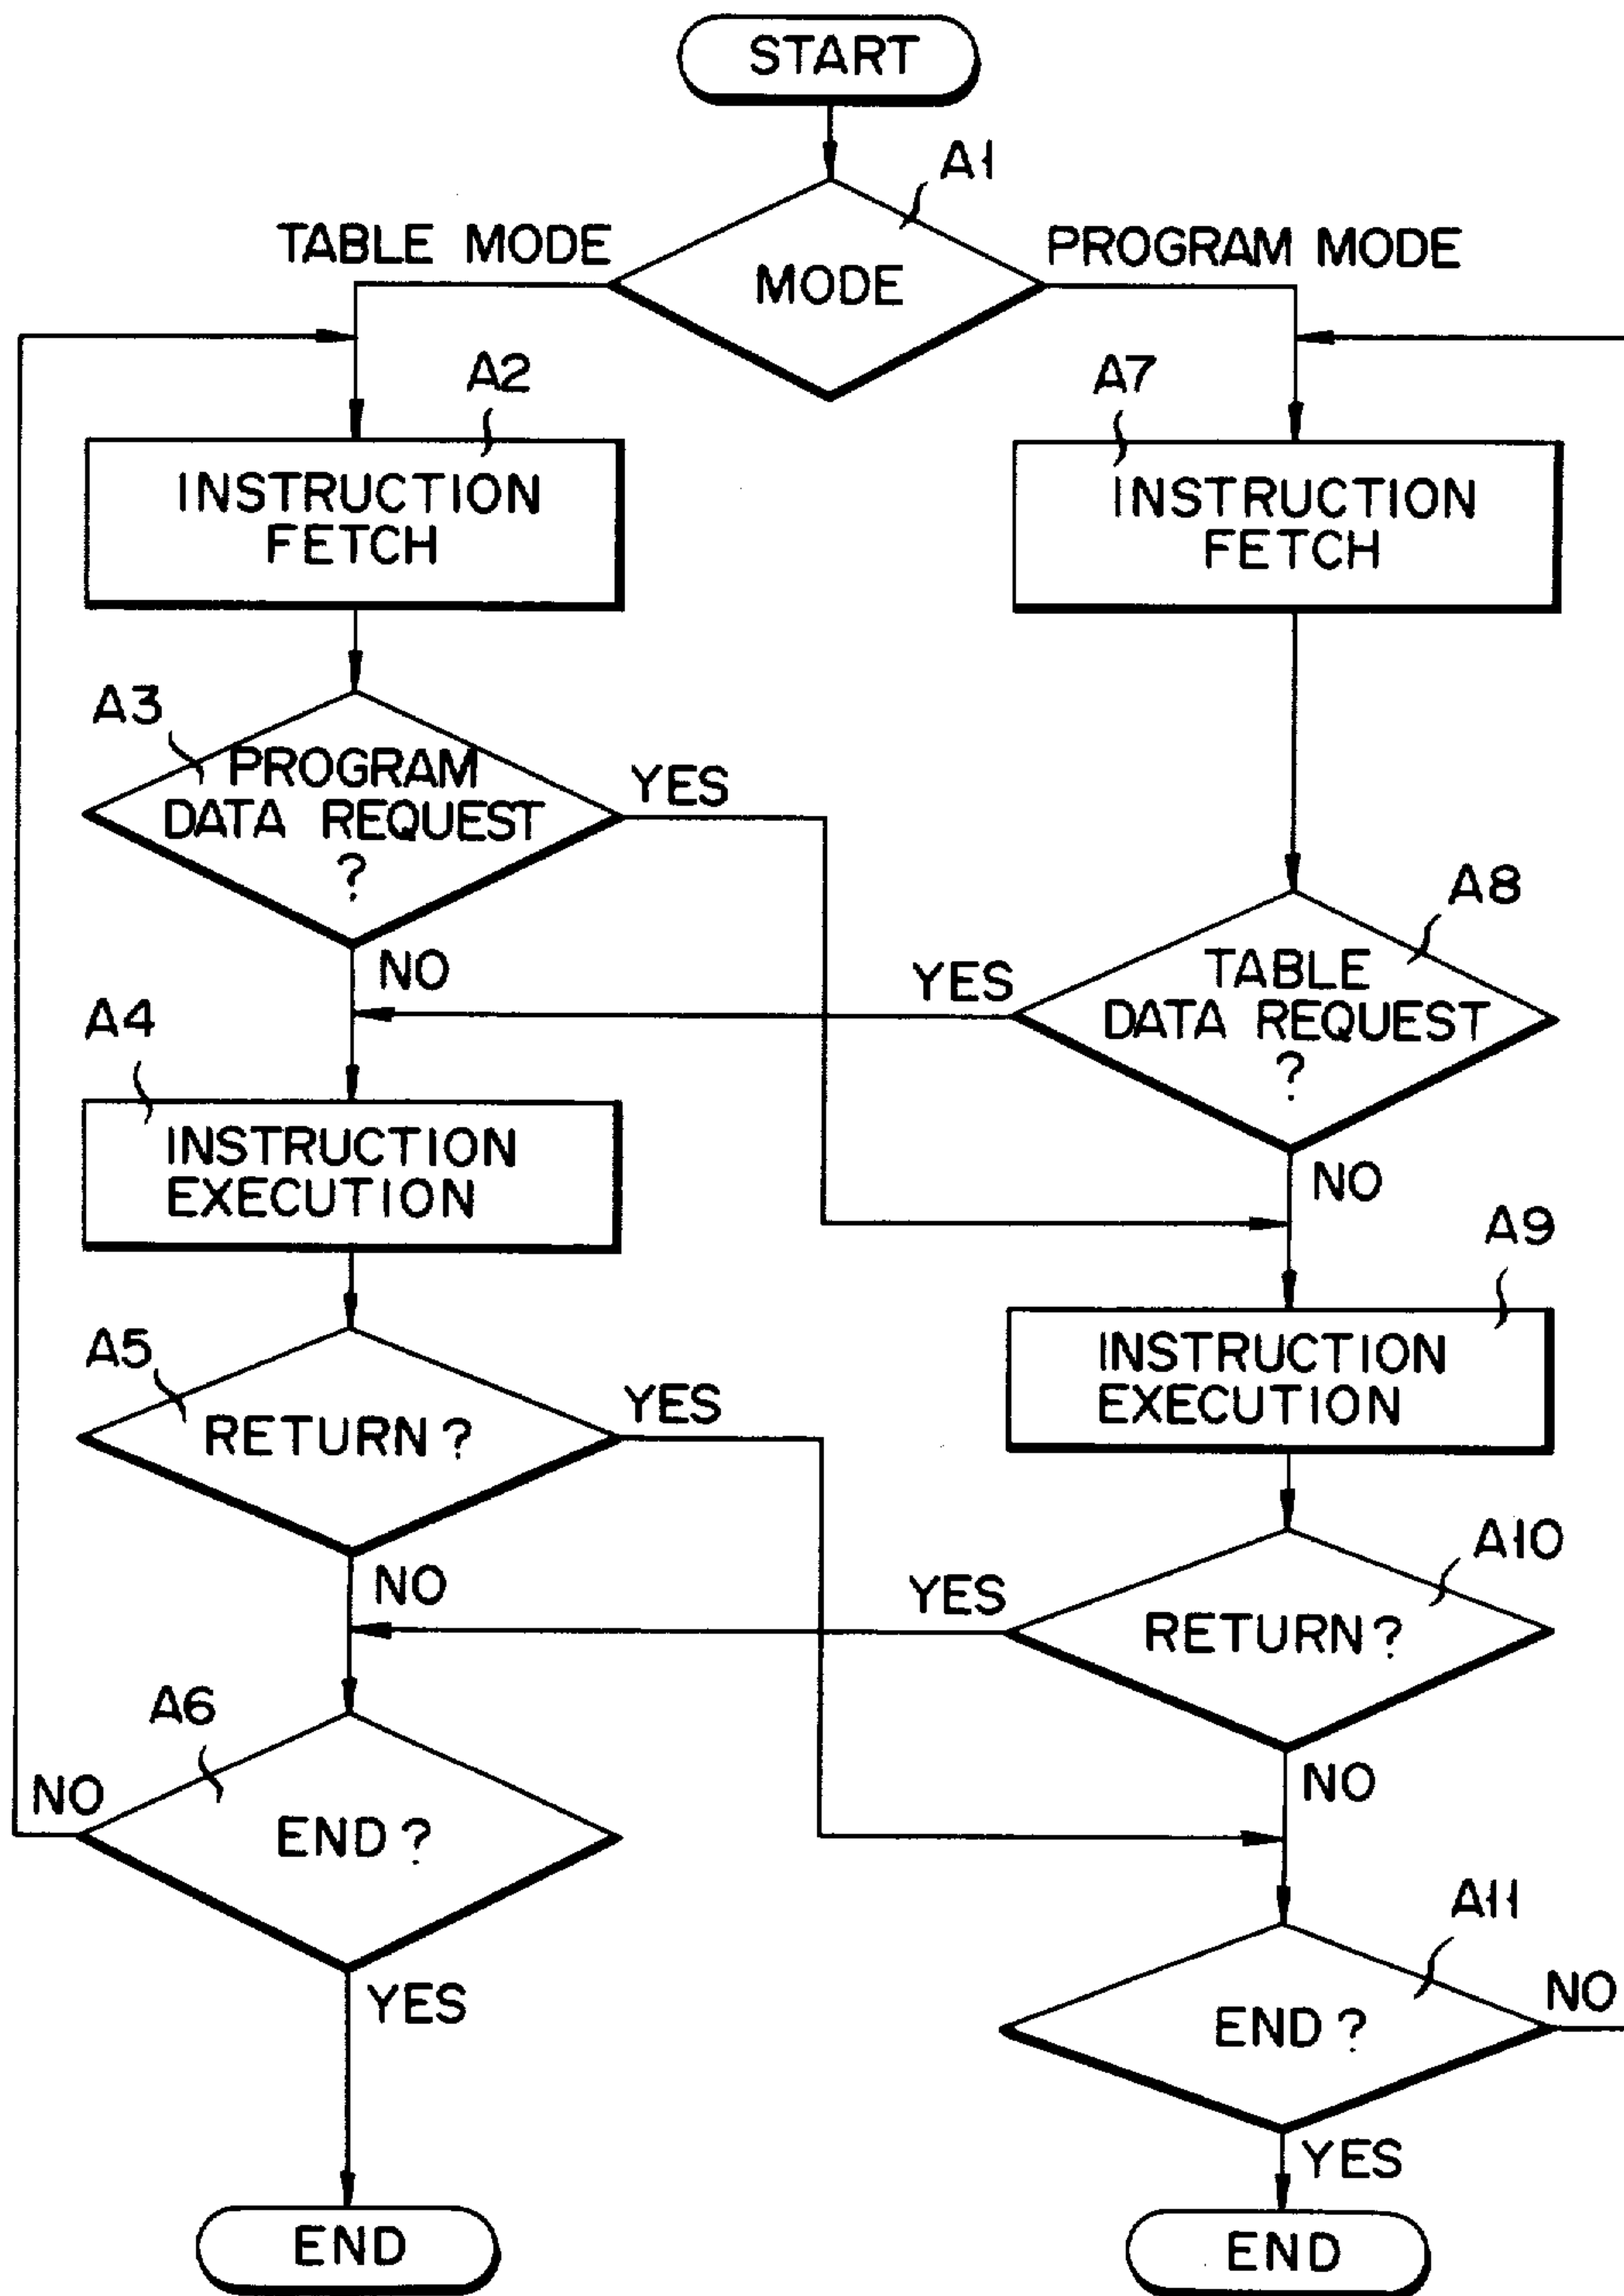 START
A1
TABLE MODE
PROGRAM MODE
MODE
A2
A7
INSTRUCTION
FETCH
INSTRUCTION
FETCH
A3
PROGRAM
DATA REQUEST
?
YES
A8
NO
YES
TABLE
DATA REQUEST
?
A4
INSTRUCTION
EXECUTION
NO
A9
A5
INSTRUCTION
EXECUTION
YES
RETURN ?
A10
NO
YES
RETURN ?
A6
NO
NO
END ?
A11
YES
NO
END ?
YES
END
END